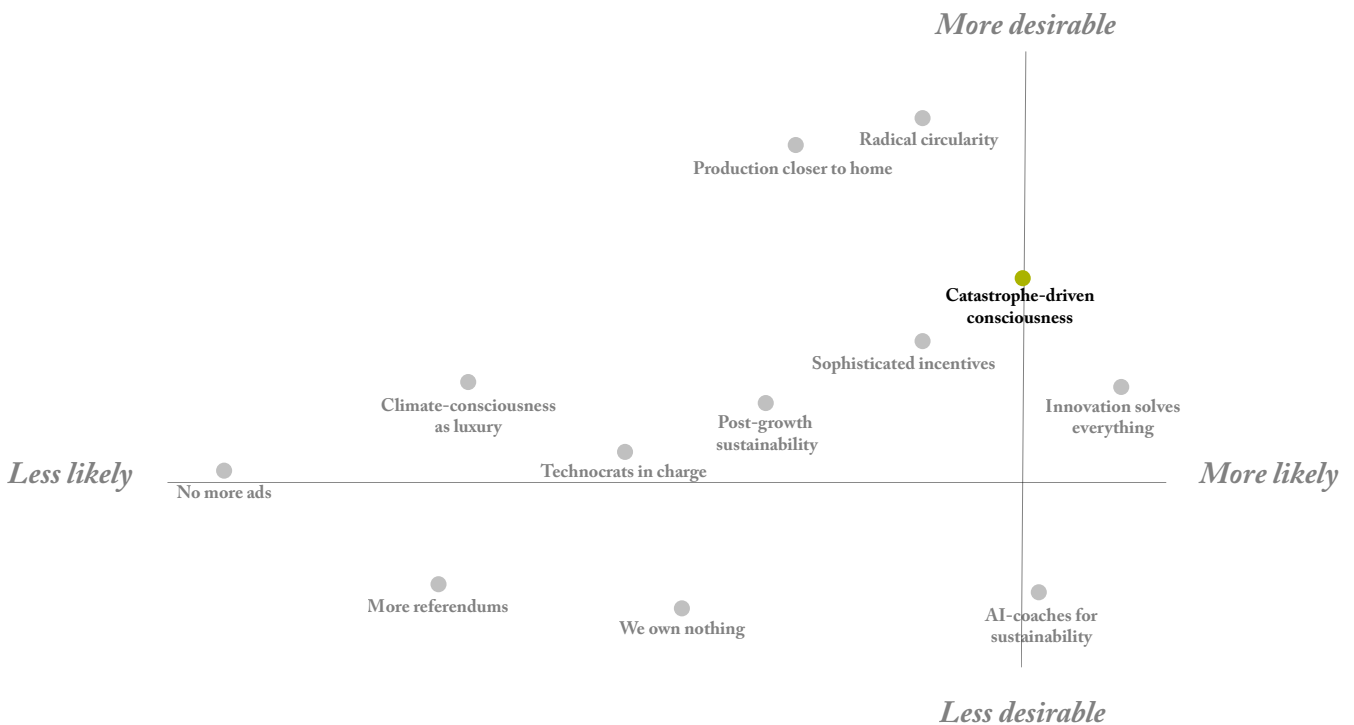 More desirable
Radical circularity
Production closer to home
Catastrophe-driven
consciousness
Sophisticated incentives
Climate-consciousness
as luxury
Post-growth
sustainability
Innovation solves
everything
Technocrats in charge
Less likely
No more ads
More likely
More referendums
We own nothing
AI-coaches for
sustainability
Less desirable